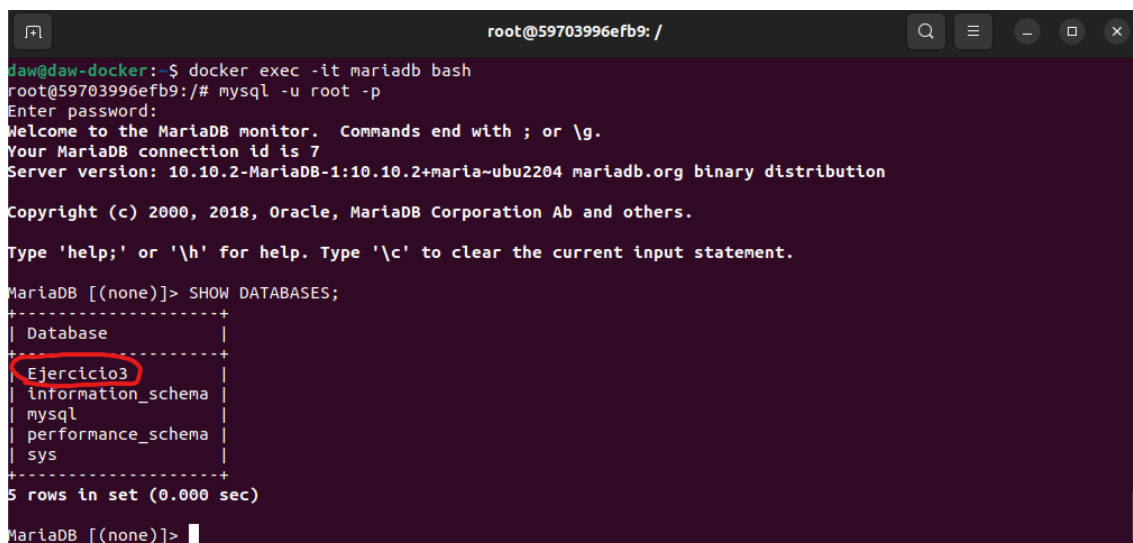 root@59703996efb9: /
daw@daw-docker:~$ docker exec -it mariadb bash
root@59703996efb9:/# mysql -u root -p
Enter password:
Welcome to the MariaDB monitor.  Commands end with ; or \g.
Your MariaDB connection id is 7
Server version: 10.10.2-MariaDB-1:10.10.2+maria~ubu2204 mariadb.org binary distribution
Copyright (c) 2000, 2018, Oracle, MariaDB Corporation Ab and others.
Type 'help;' or '\h' for help. Type '\c' to clear the current input statement.
MariaDB [(none)]> SHOW DATABASES;
+--------------------+
| Database           |
+--------------------+
| Ejercicio3         |
| information_schema |
| mysql              |
| performance_schema |
| sys                |
+--------------------+
5 rows in set (0.000 sec)
MariaDB [(none)]>